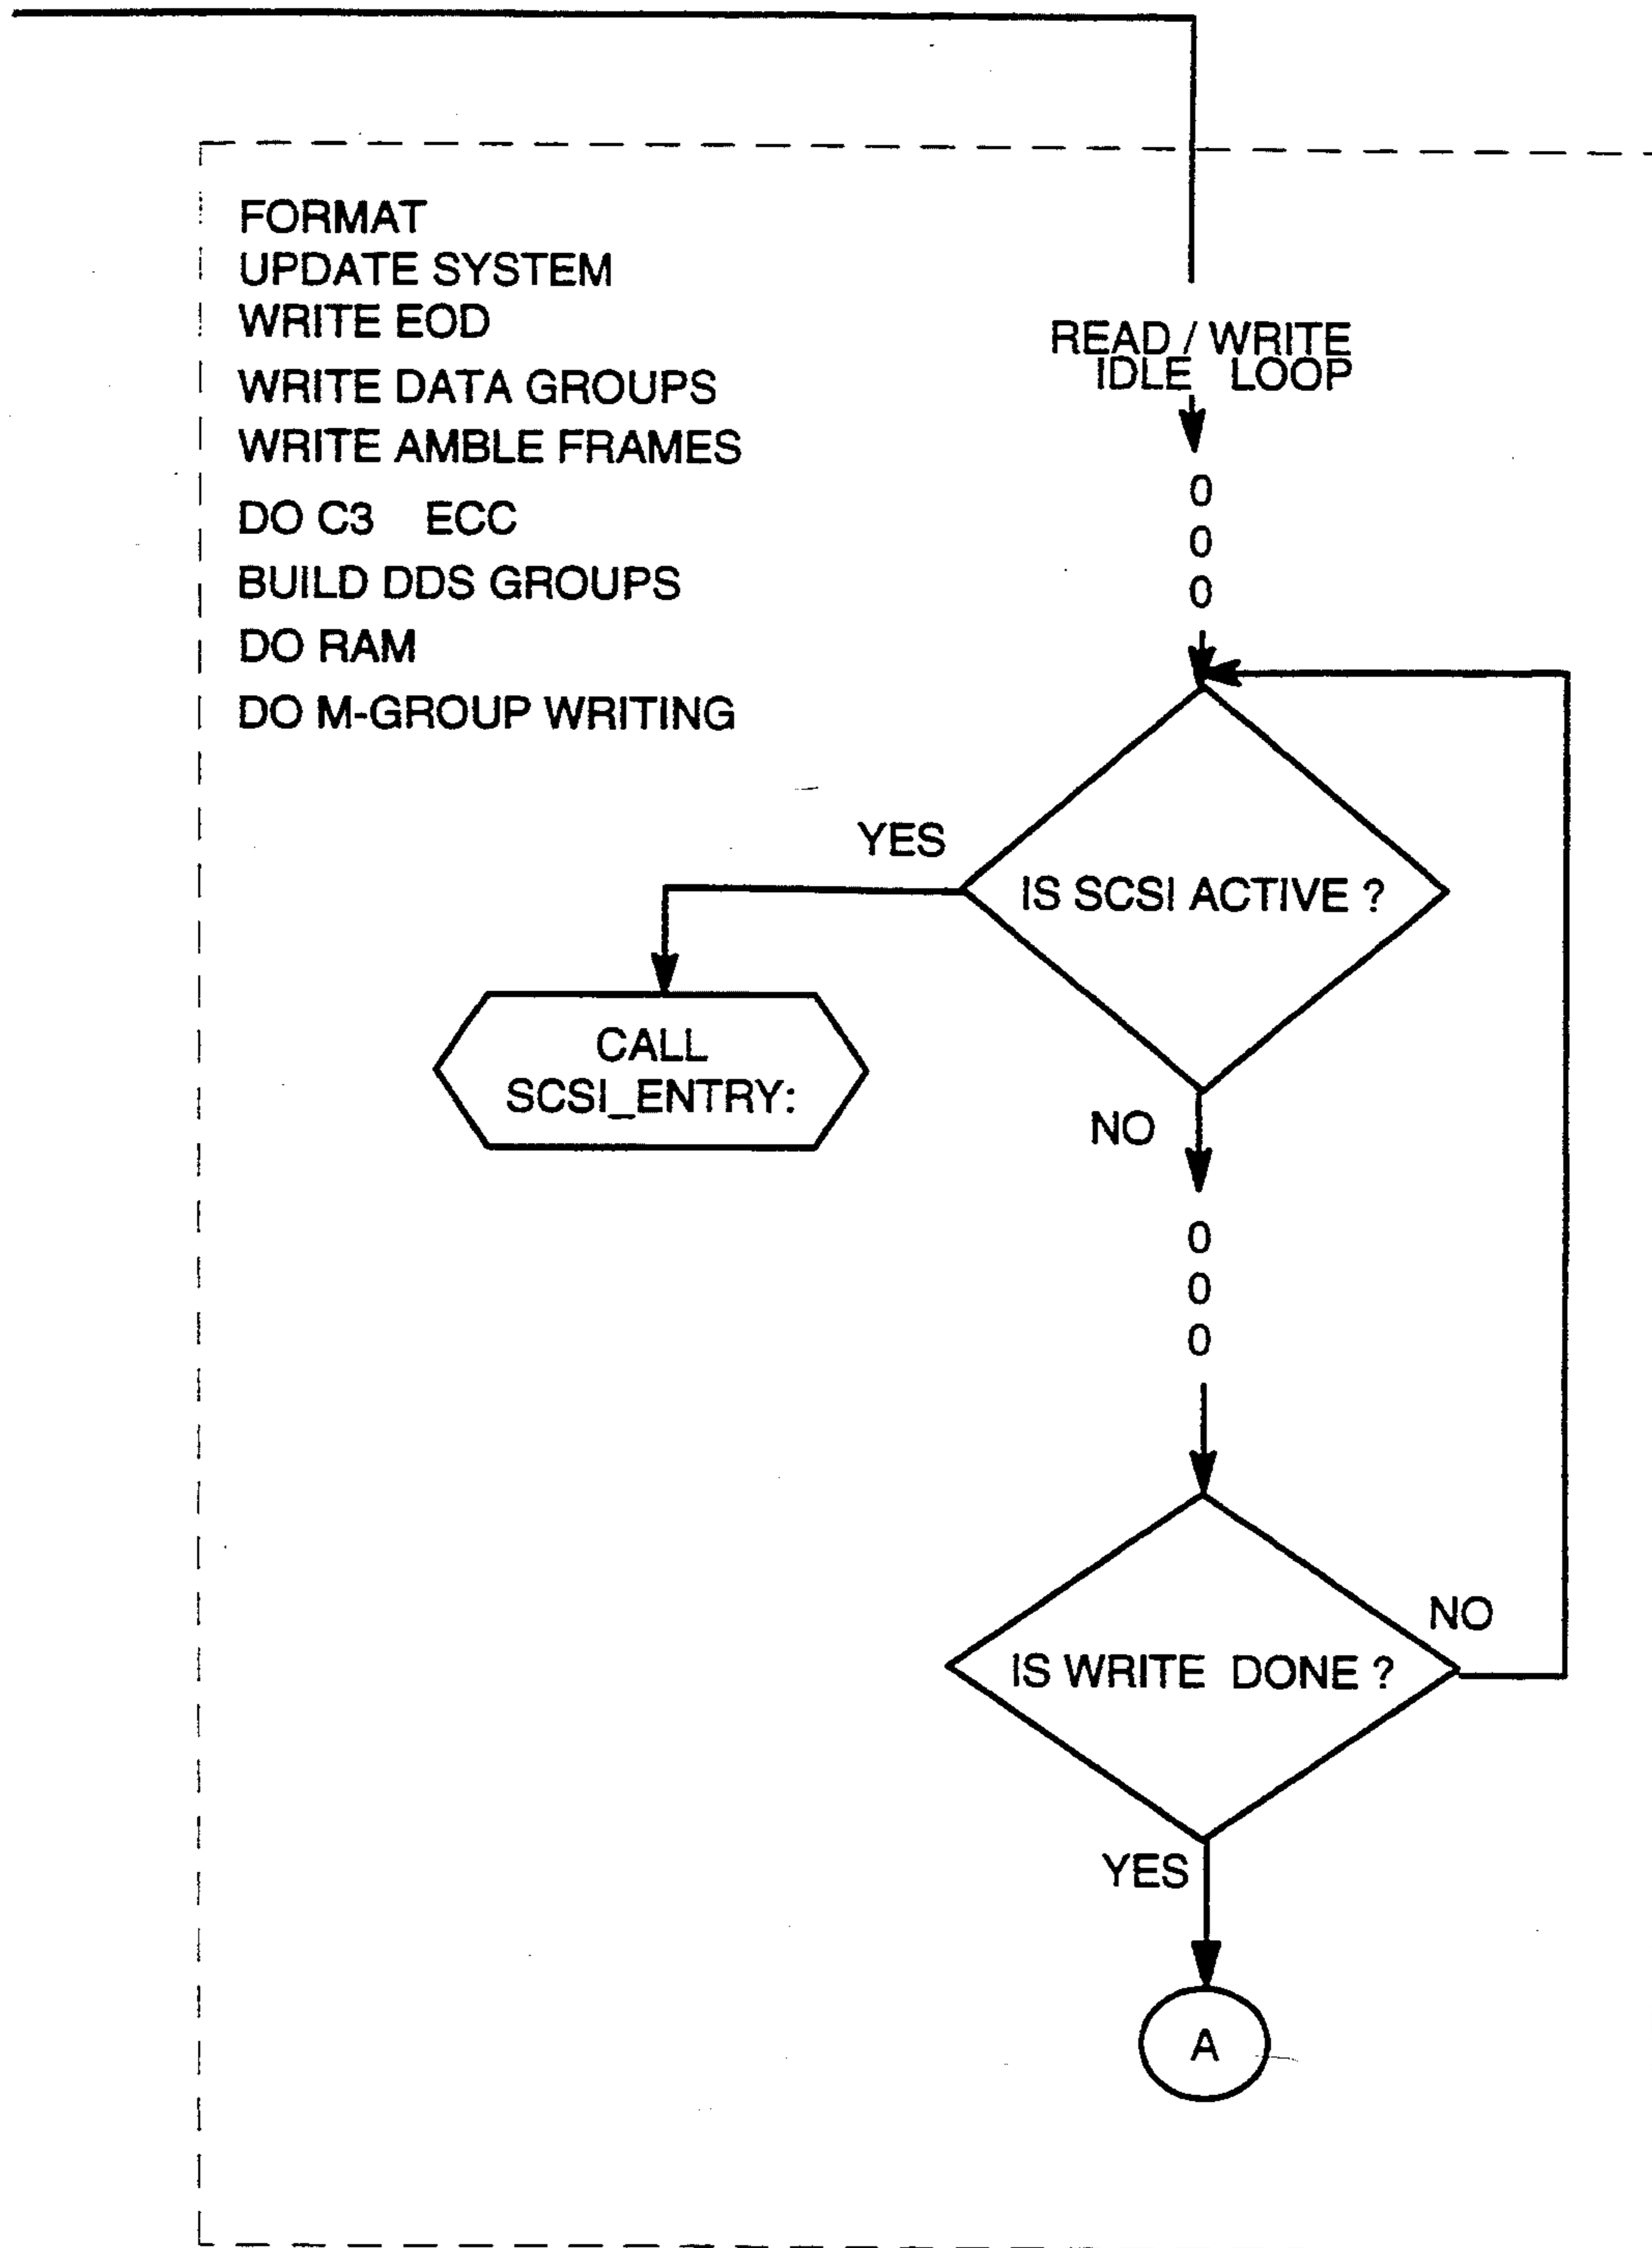 FORMAT
UPDATE SYSTEM
WRITE EOD
WRITE DATA GROUPS
WRITE AMBLE FRAMES
DO C3 ECC
BUILD DDS GROUPS
DO RAM
DO M-GROUP WRITING
READ / WRITE
IDLE LOOP
0
0
0
YES
IS SCSI ACTIVE ?
CALL
SCSI_ENTRY:
NO
0
0
0
NO
IS WRITE DONE ?
YES
A